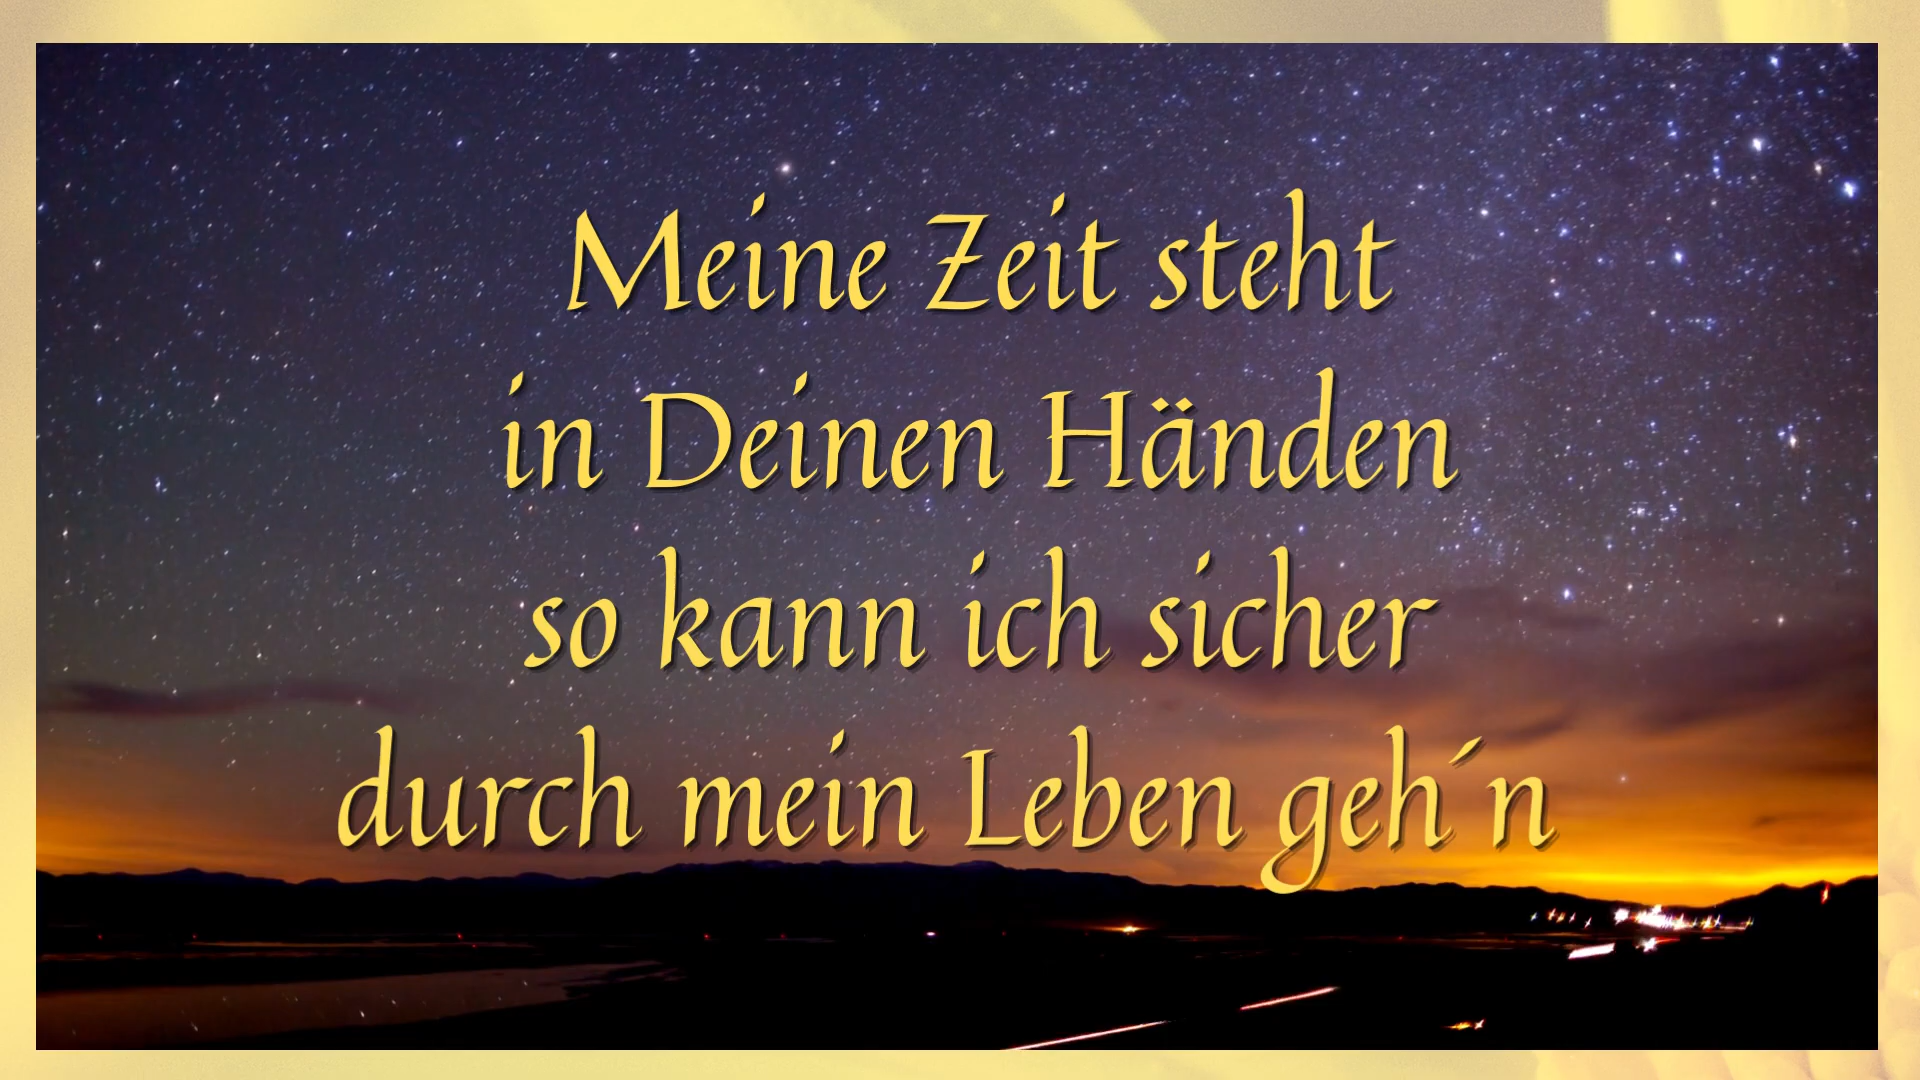 Meine Zeit steht
in Deinen Händen
so kann ich sicher
durch mein Leben geh´n